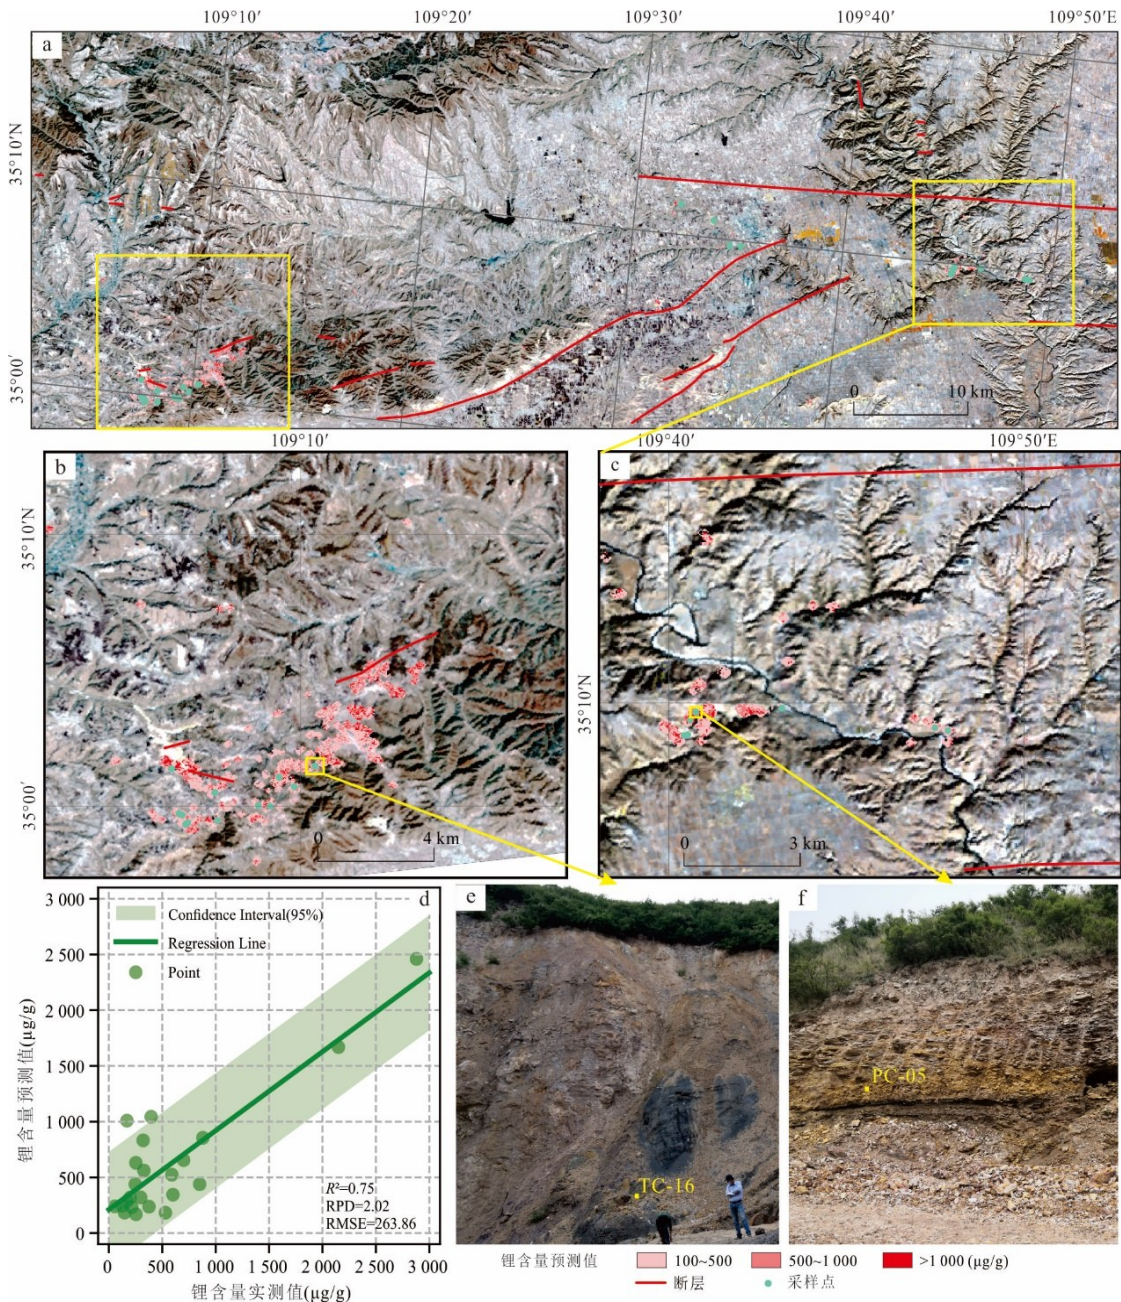 109°10′ 109°20′ 109°30′ 109°40′ 109°50′E
a
35°10′N
35°00′
0 10 km
109°10′ 109°40′ 109°50′E
b
35°10′N
35°00′
0 4 km
c
35°10′N
0 3 km
d
3 000
2 500
2 000
1 500
1 000
500
0
锂含量预测值(μg/g)
Confidence Interval(95%)
Regression Line
Point
R²=0.75
RPD=2.02
RMSE=263.86
0 500 1 000 1 500 2 000 2 500 3 000
锂含量实测值(μg/g)
e
TC-16
f
PC-05
锂含量预测值 100~500 500~1 000 >1 000 (μg/g)
断层 采样点